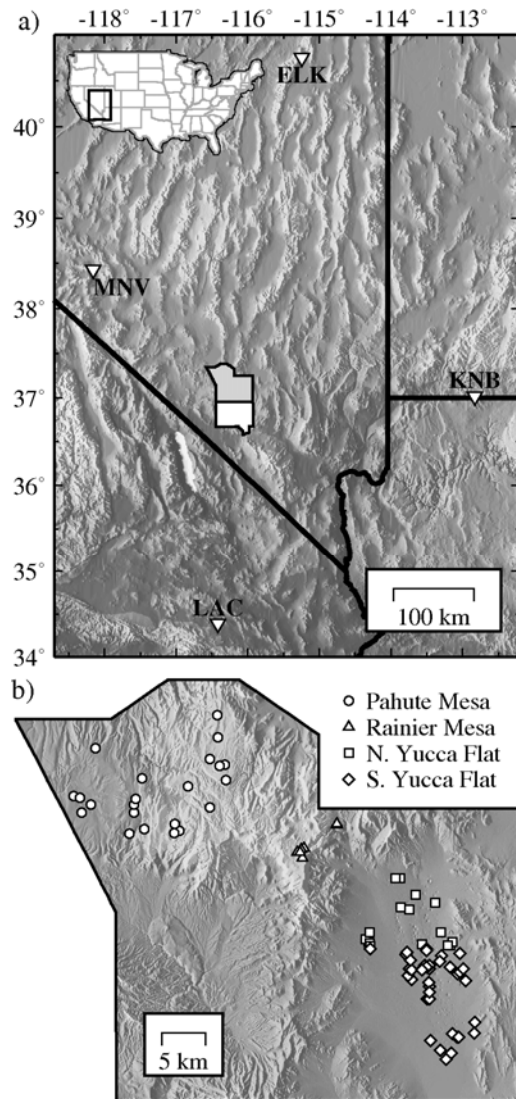 a)
-118° -117° -116° -115° -114° -113°
ELK
40°
39°
MNV
38°
KNB
37°
36°
35°
LAC
100 km
34°
b)
Pahute Mesa
Rainier Mesa
N. Yucca Flat
S. Yucca Flat
5 km